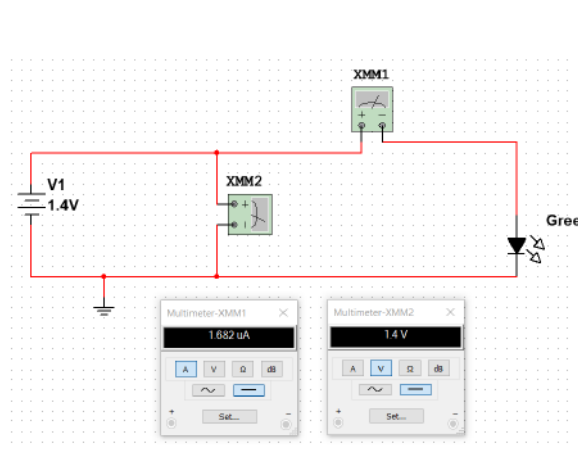 XMM1
V1
1.4V
XMM2
Gree
Multimeter-XMM1
1.682 uA
A V Ω dB
Set...
Multimeter-XMM2
1.4 V
A V Ω dB
Set...